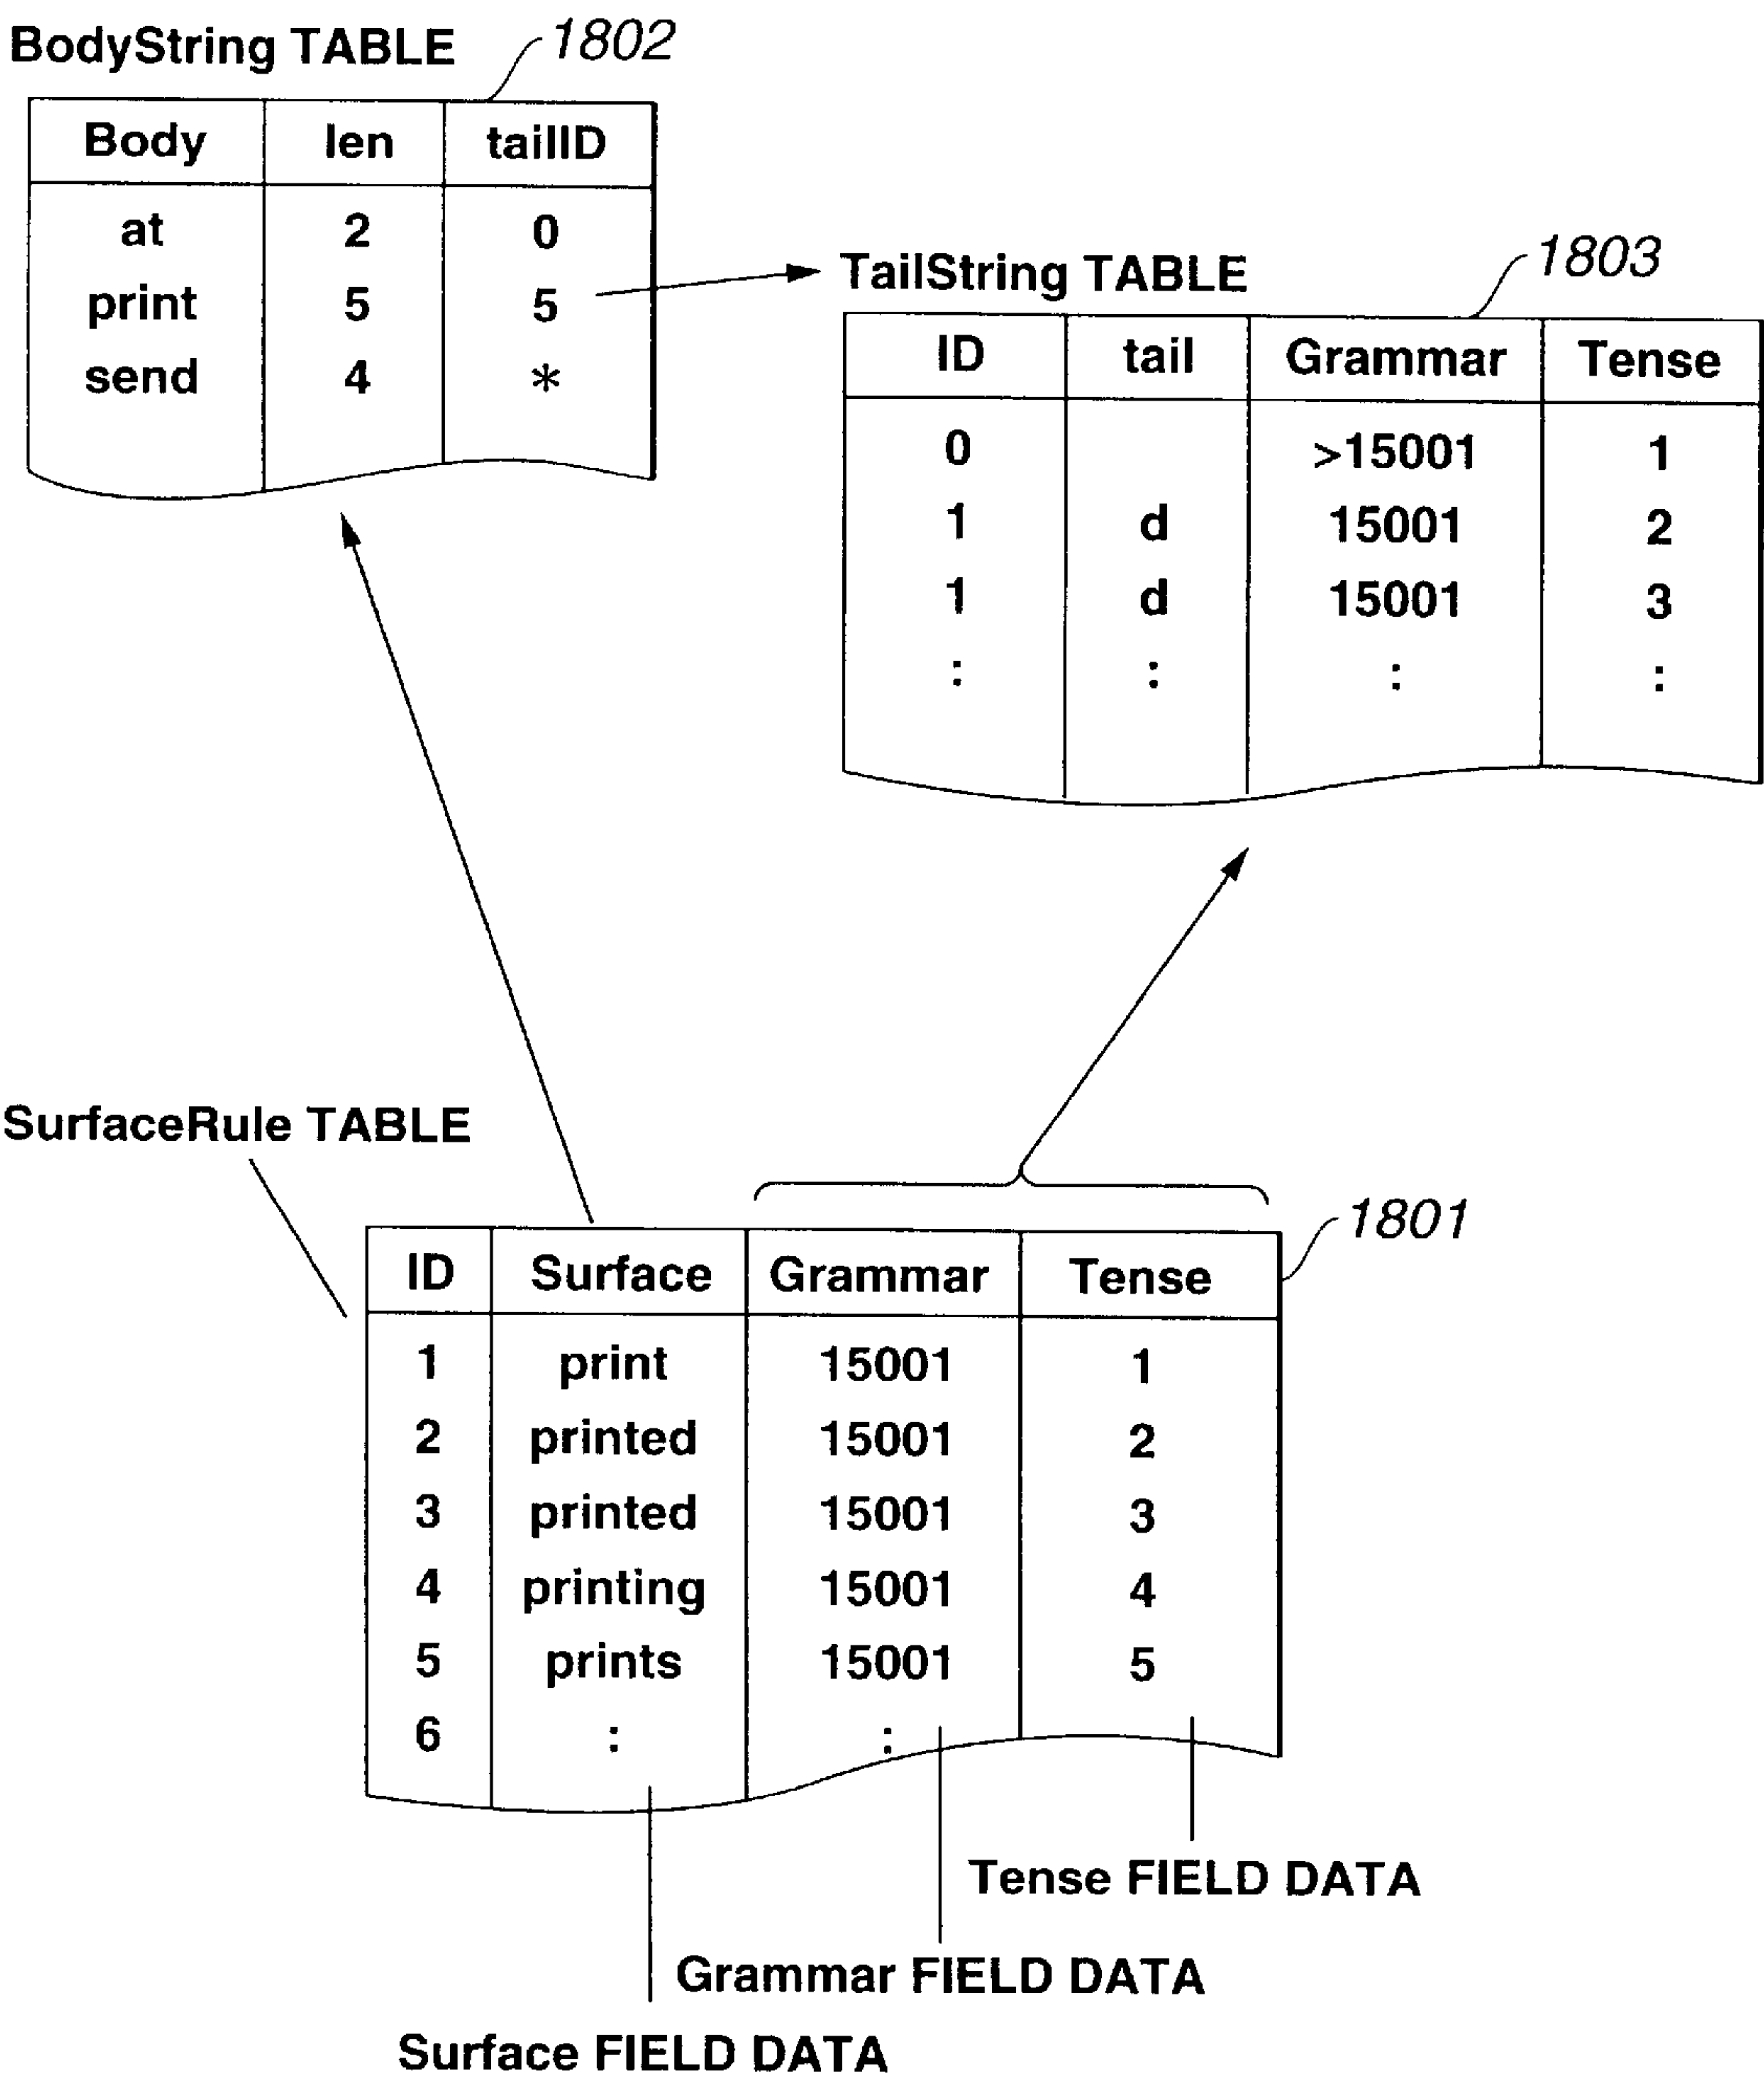 BodyString TABLE 1802
Body len tailID
at 2 0
print 5 5
send 4 *
TailString TABLE 1803
ID tail Grammar Tense
0 >15001 1
1 d 15001 2
1 d 15001 3
: : : :
SurfaceRule TABLE
1801
ID Surface Grammar Tense
1 print 15001 1
2 printed 15001 2
3 printed 15001 3
4 printing 15001 4
5 prints 15001 5
6 : :
Tense FIELD DATA
Grammar FIELD DATA
Surface FIELD DATA